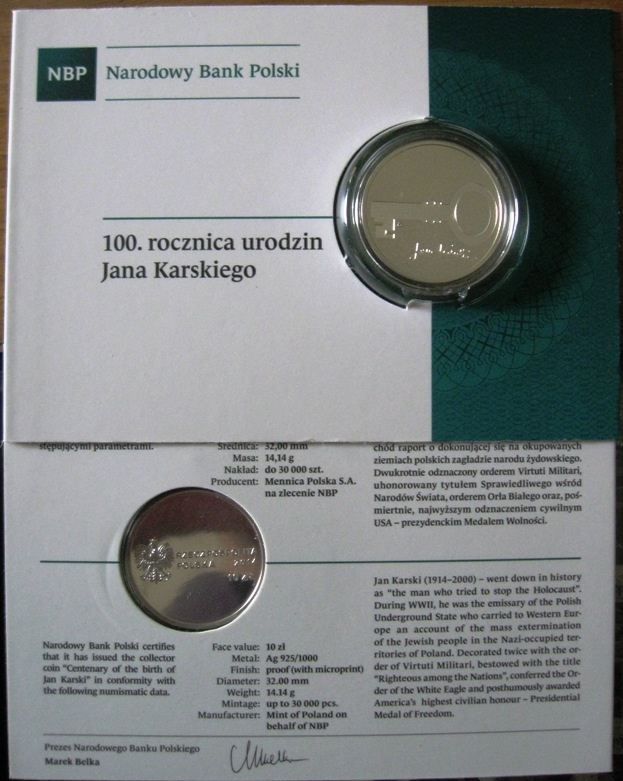 NBP
Narodowy Bank Polski
100. rocznica urodzin
Jana Karskiego
stępującymi parametrami.
Średnica: 32,00 mm
Masa: 14,14 g
Nakład: do 30 000 szt.
Producent: Mennica Polska S.A.
na zlecenie NBP
chód raport o dokonującej się na okupowanych
ziemiach polskich zagładzie narodu żydowskiego.
Dwukrotnie odznaczony orderem Virtuti Militari,
uhonorowany tytułem Sprawiedliwego wśród
Narodów Świata, orderem Orła Białego oraz, poś-
miertnie, najwyższym odznaczeniem cywilnym
USA – prezydenckim Medalem Wolności.
RZECZPOSPOLITA
POLSKA 2014
10 ZŁ
Narodowy Bank Polski certifies
that it has issued the collector
coin “Centenary of the birth of
Jan Karski” in conformity with
the following numismatic data.
Face value: 10 zł
Metal: Ag 925/1000
Finish: proof (with microprint)
Diameter: 32.00 mm
Weight: 14.14 g
Mintage: up to 30 000 pcs.
Manufacturer: Mint of Poland on
behalf of NBP
Jan Karski (1914–2000) – went down in history
as “the man who tried to stop the Holocaust”.
During WWII, he was the emissary of the Polish
Underground State who carried to Western Eur-
ope an account of the mass extermination
of the Jewish people in the Nazi-occupied ter-
ritories of Poland. Decorated twice with the or-
der of Virtuti Militari, bestowed with the title
“Righteous among the Nations”, conferred the Or-
der of the White Eagle and posthumously awarded
America’s highest civilian honour – Presidential
Medal of Freedom.
Prezes Narodowego Banku Polskiego
Marek Belka